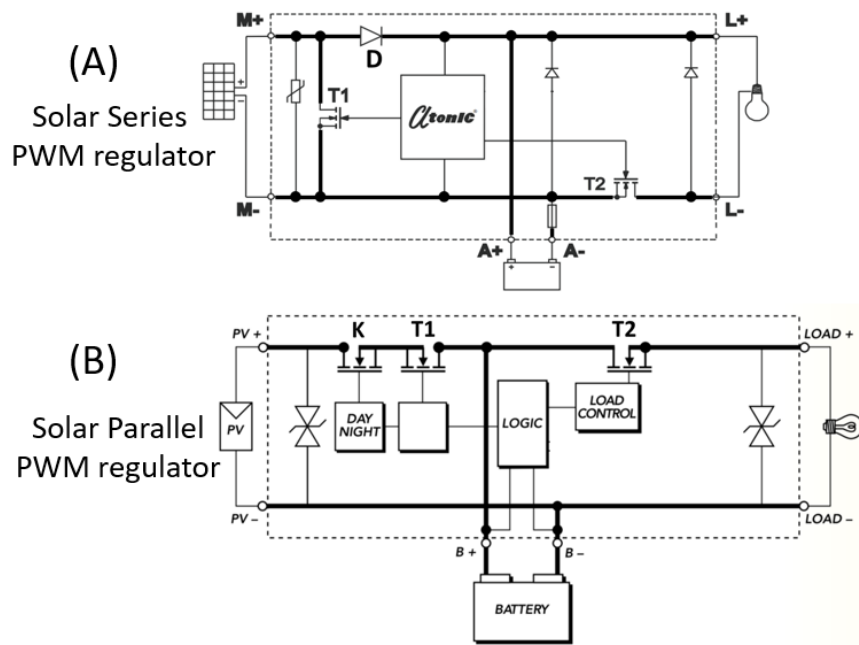 (A)
Solar Series
PWM regulator
M+
L+
D
+
−
T1
αtonic®
T2
M-
L-
A+
A-
+
−
(B)
Solar Parallel
PWM regulator
PV +
K
T1
T2
LOAD +
PV
DAY
NIGHT
LOGIC
LOAD
CONTROL
PV −
LOAD −
B +
B −
BATTERY